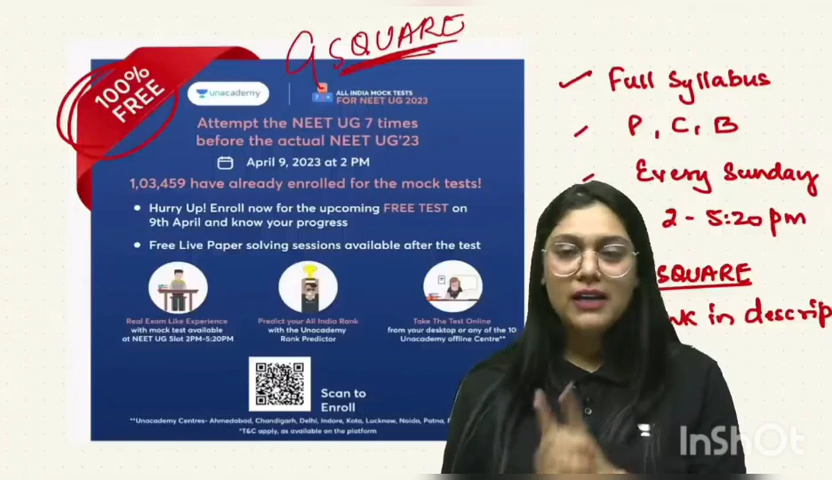 SQUARE
100%
FREE
unacademy
ALL INDIA MOCK TESTS
FOR NEET UG 2023
Attempt the NEET UG 7 times
before the actual NEET UG'23
April 9, 2023 at 2 PM
1,03,459 have already enrolled for the mock tests!
• Hurry Up! Enroll now for the upcoming FREE TEST on
9th April and know your progress
• Free Live Paper solving sessions available after the test
Real Exam Like Experience
with mock test available
at NEET UG Slot 2PM-5:20PM
Predict your All India Rank
with the Unacademy
Rank Predictor
Take The Test Online
from your desktop or any of the 10
Unacademy offline Centre**
Scan to
Enroll
**Unacademy Centres- Ahmedabad, Chandigarh, Delhi, Indore, Kota, Lucknow, Noida, Patna,
*T&C apply, as available on the platform
Full Syllabus
P, C, B
Every Sunday
2 - 5:20 pm
SQUARE
in descrip
InShOt